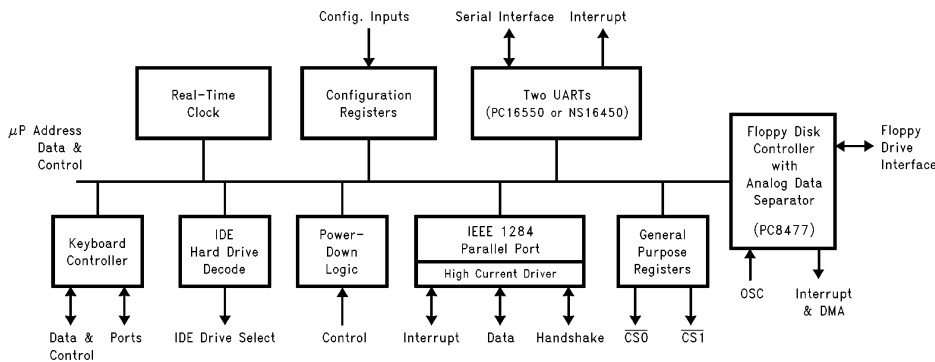 Config. Inputs
Serial Interface
Interrupt
Real-Time
Clock
Configuration
Registers
Two UARTs
(PC16550 or NS16450)
μP Address
Data &
Control
Floppy Disk
Controller
with
Analog Data
Separator
(PC8477)
Floppy
Drive
Interface
Keyboard
Controller
IDE
Hard Drive
Decode
Power-
Down
Logic
IEEE 1284
Parallel Port
High Current Driver
General
Purpose
Registers
OSC
Interrupt
& DMA
Data &
Control
Ports
IDE Drive Select
Control
Interrupt
Data
Handshake
C̅S̅0̅
C̅S̅1̅